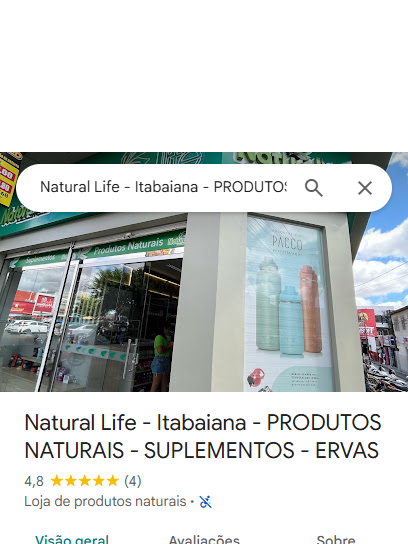 Natural Life - Itabaiana - PRODUTOS
Suplementos
Produtos Naturais
PACCO
Natural Life - Itabaiana - PRODUTOS
NATURAIS - SUPLEMENTOS - ERVAS
4,8 (4)
Loja de produtos naturais ·
Visão geral Avaliações Sobre